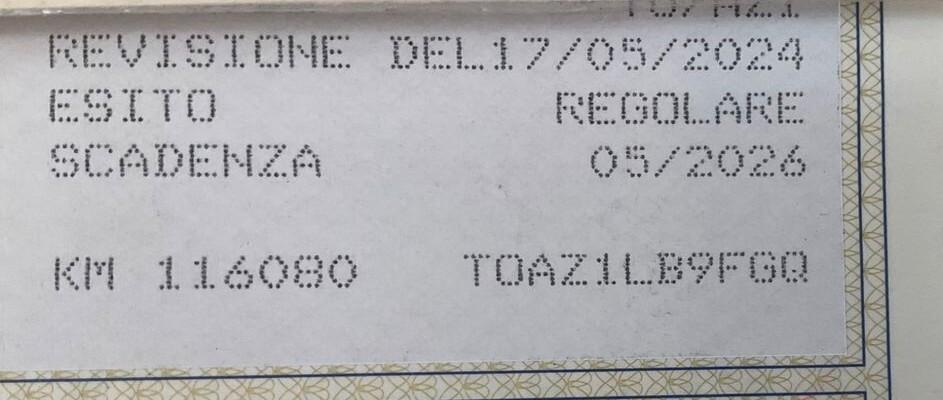 REVISIONE DEL17/05/2024
ESITO REGOLARE
SCADENZA 05/2026
KM 116080 TOAZ1LB9FGQ